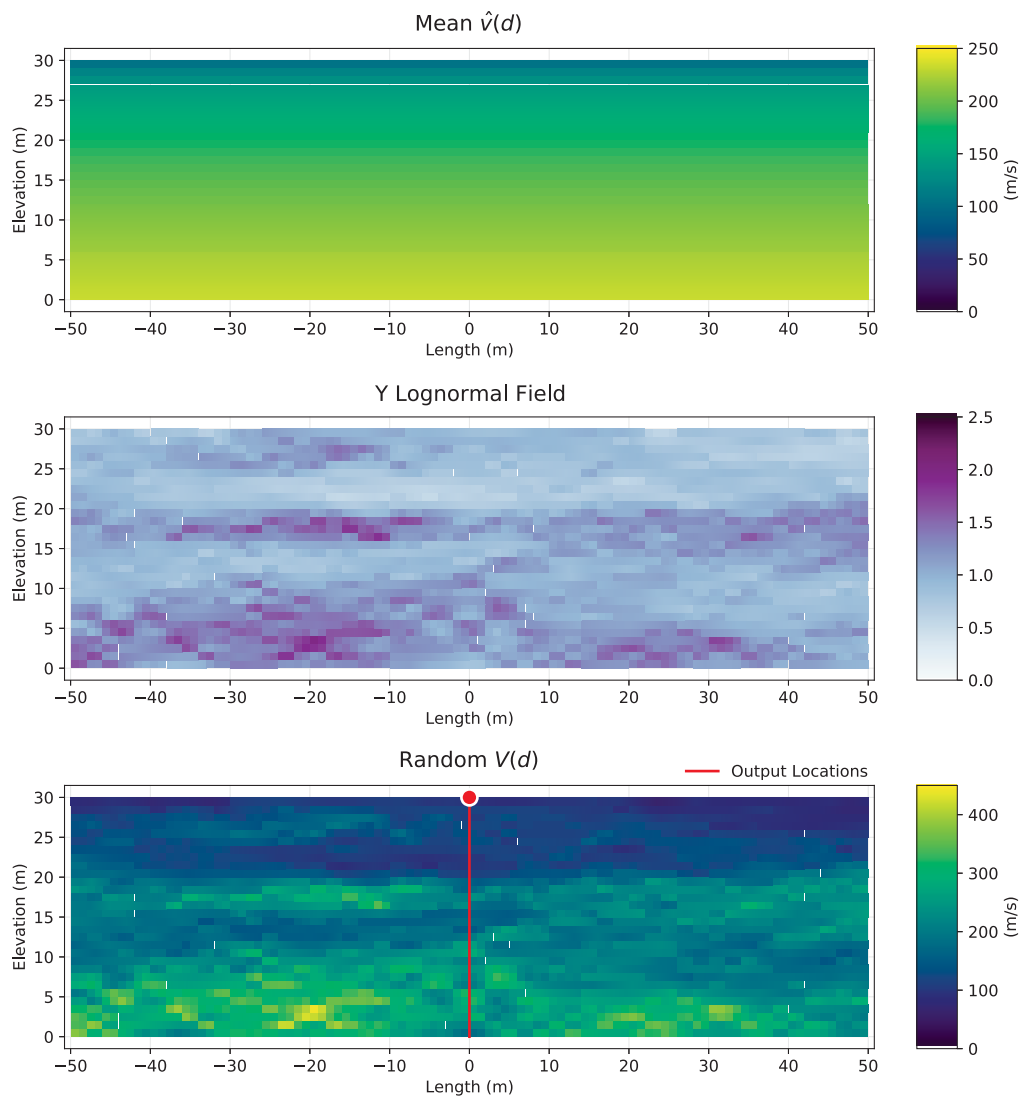 Mean v̂(d)
30
25
20
15
10
5
0
Elevation (m)
−50 −40 −30 −20 −10 0 10 20 30 40 50
Length (m)
250
200
150
100
50
0
(m/s)
Y Lognormal Field
30
25
20
15
10
5
0
Elevation (m)
−50 −40 −30 −20 −10 0 10 20 30 40 50
Length (m)
2.5
2.0
1.5
1.0
0.5
0.0
Random V(d)
Output Locations
30
25
20
15
10
5
0
Elevation (m)
−50 −40 −30 −20 −10 0 10 20 30 40 50
Length (m)
400
300
200
100
0
(m/s)